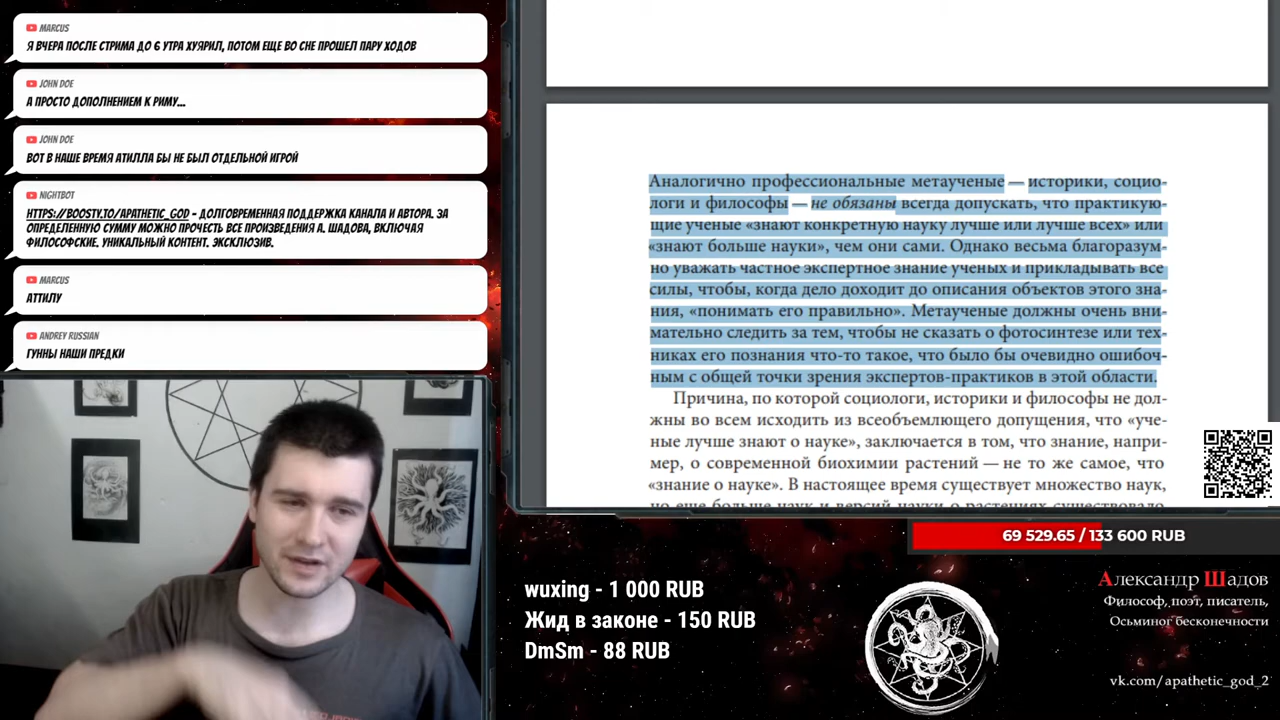 MARCUS
Я ВЧЕРА ПОСЛЕ СТРИМА ДО 6 УТРА ХУЯРИЛ, ПОТОМ ЕЩЕ ВО СНЕ ПРОШЕЛ ПАРУ ХОДОВ
JOHN DOE
А ПРОСТО ДОПОЛНЕНИЕМ К РИМУ...
JOHN DOE
ВОТ В НАШЕ ВРЕМЯ АТИЛЛА БЫ НЕ БЫЛ ОТДЕЛЬНОЙ ИГРОЙ
NIGHTBOT
HTTPS://BOOSTY.TO/APATHETIC_GOD - ДОЛГОВРЕМЕННАЯ ПОДДЕРЖКА КАНАЛА И АВТОРА. ЗА
ОПРЕДЕЛЕННУЮ СУММУ МОЖНО ПРОЧЕСТЬ ВСЕ ПРОИЗВЕДЕНИЯ А. ШАДОВА, ВКЛЮЧАЯ
ФИЛОСОФСКИЕ. УНИКАЛЬНЫЙ КОНТЕНТ. ЭКСКЛЮЗИВ.
MARCUS
АТТИЛУ
ANDREY RUSSIAN
ГУННЫ НАШИ ПРЕДКИ
Аналогично профессиональные метаученые — историки, социо-
логи и философы — не обязаны всегда допускать, что практикую-
щие ученые «знают конкретную науку лучше или лучше всех» или
«знают больше науки», чем они сами. Однако весьма благоразум-
но уважать частное экспертное знание ученых и прикладывать все
силы, чтобы, когда дело доходит до описания объектов этого зна-
ния, «понимать его правильно». Метаученые должны очень вни-
мательно следить за тем, чтобы не сказать о фотосинтезе или тех-
никах его познания что-то такое, что было бы очевидно ошибоч-
ным с общей точки зрения экспертов-практиков в этой области.
Причина, по которой социологи, историки и философы не дол-
жны во всем исходить из всеобъемлющего допущения, что «уче-
ные лучше знают о науке», заключается в том, что знание, напри-
мер, о современной биохимии растений — не то же самое, что
«знание о науке». В настоящее время существует множество наук,
но еще больше наук и версий науки о растениях существовало
69 529.65 / 133 600 RUB
wuxing - 1 000 RUB
Жид в законе - 150 RUB
DmSm - 88 RUB
Александр Шадов
Философ, поэт, писатель,
Осьминог бесконечности
vk.com/apathetic_god_2